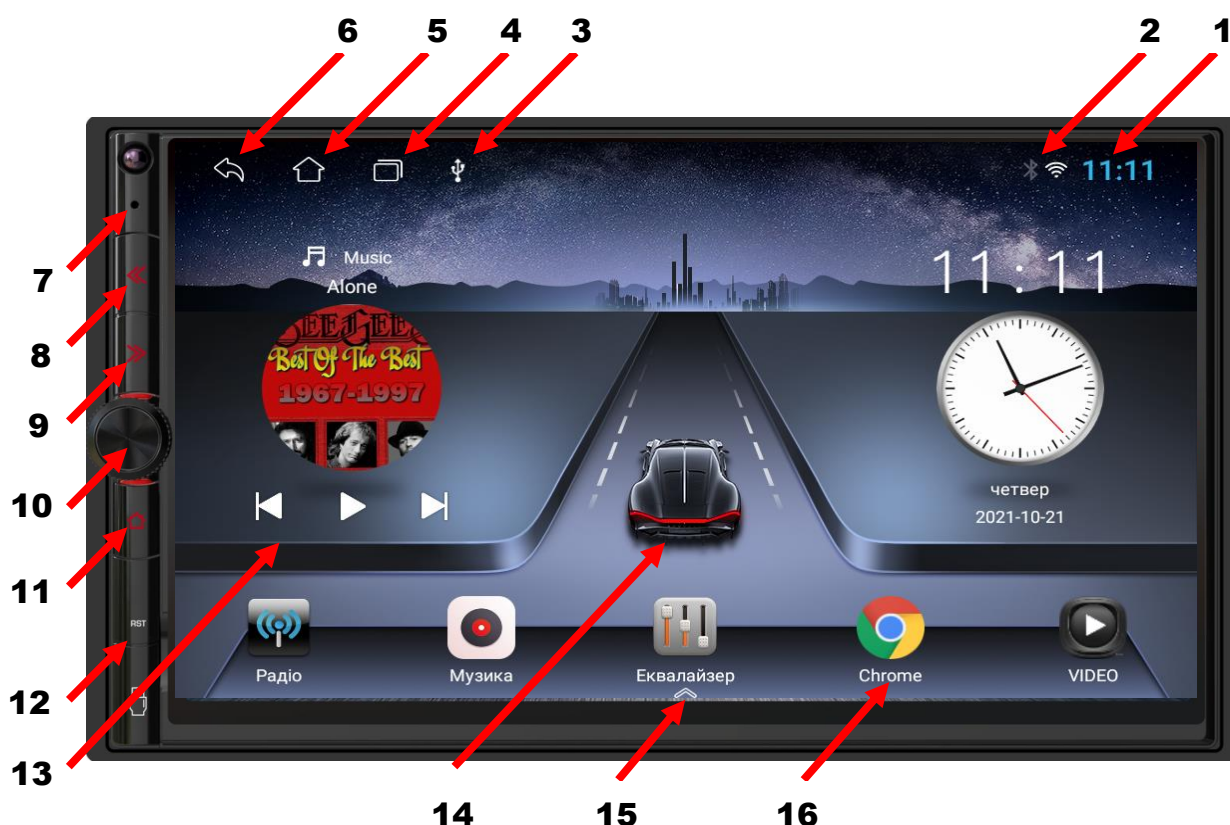 6 5 4 3 2 1
11:11
7
Music
Alone
11:11
BEE GEES
Best Of The Best
1967-1997
8
9
10
четвер
2021-10-21
11
RST
12
Радіо Музика Еквалайзер Chrome VIDEO
13
14 15 16